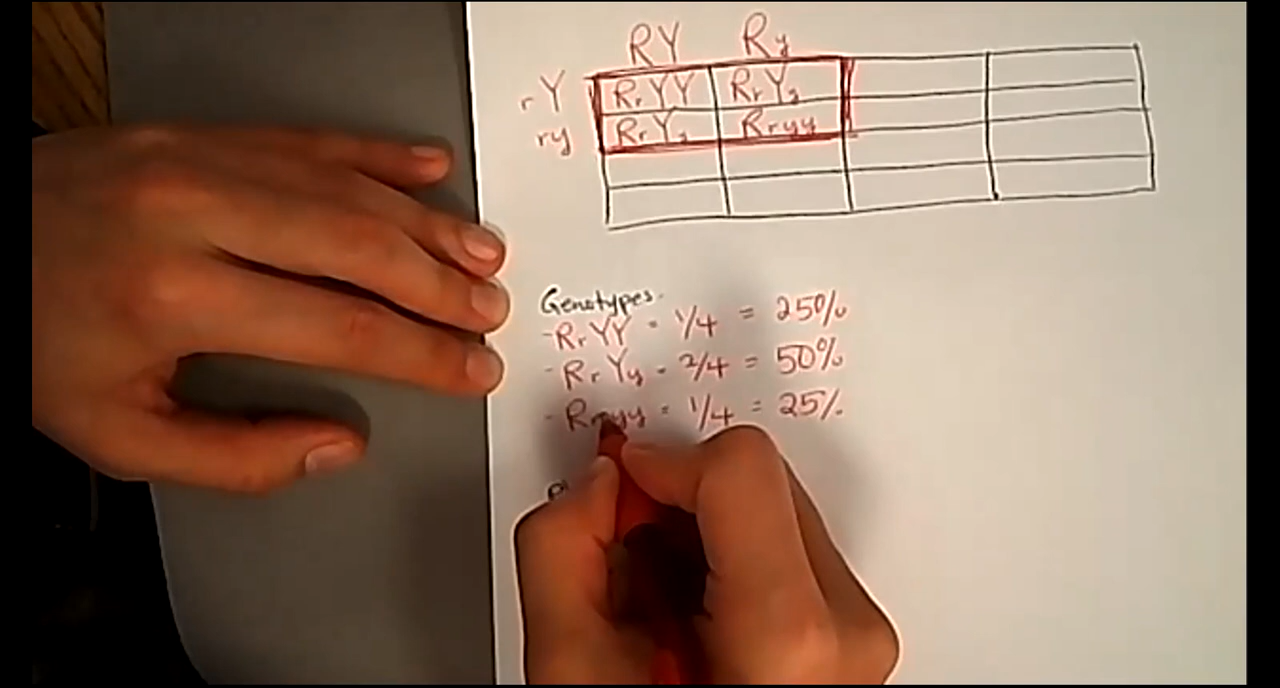 RY Ry
rY RrYY RrYy
ry RrYy Rryy
Genotypes.
- RrYY = 1/4 = 25%
- RrYy - 2/4 = 50%
- Rryy = 1/4 = 25%